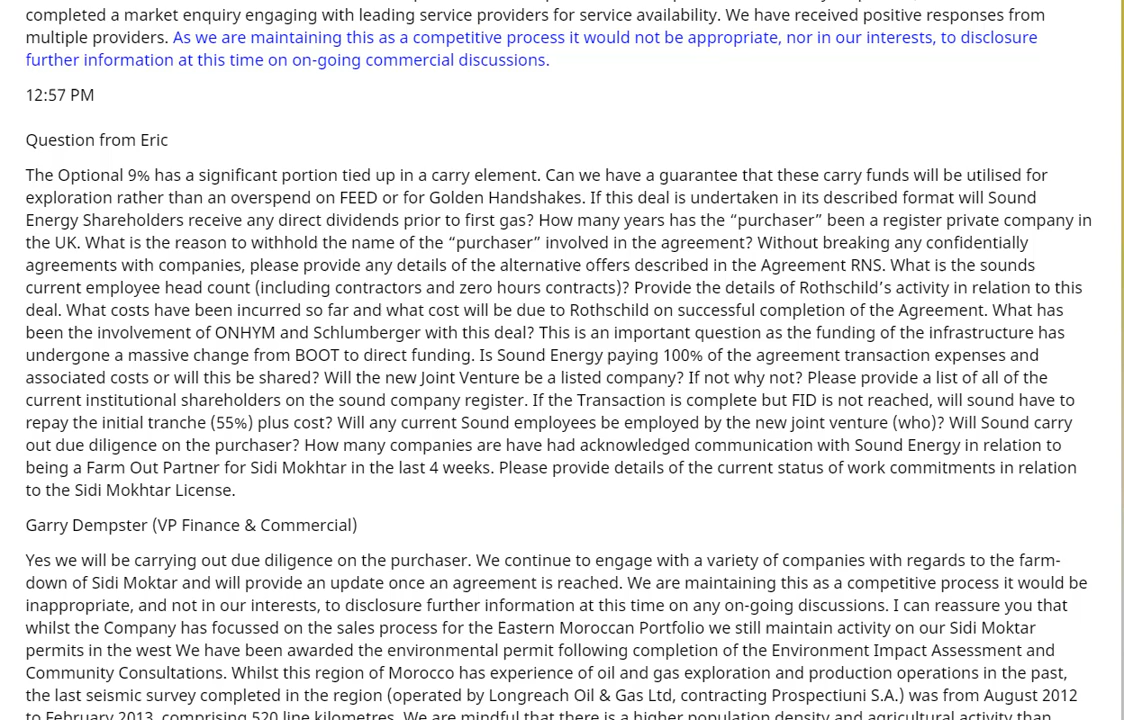 completed a market enquiry engaging with leading service providers for service availability. We have received positive responses from
multiple providers. As we are maintaining this as a competitive process it would not be appropriate, nor in our interests, to disclosure
further information at this time on on-going commercial discussions.
12:57 PM
Question from Eric
The Optional 9% has a significant portion tied up in a carry element. Can we have a guarantee that these carry funds will be utilised for
exploration rather than an overspend on FEED or for Golden Handshakes. If this deal is undertaken in its described format will Sound
Energy Shareholders receive any direct dividends prior to first gas? How many years has the “purchaser” been a register private company in
the UK. What is the reason to withhold the name of the “purchaser” involved in the agreement? Without breaking any confidentially
agreements with companies, please provide any details of the alternative offers described in the Agreement RNS. What is the sounds
current employee head count (including contractors and zero hours contracts)? Provide the details of Rothschild’s activity in relation to this
deal. What costs have been incurred so far and what cost will be due to Rothschild on successful completion of the Agreement. What has
been the involvement of ONHYM and Schlumberger with this deal? This is an important question as the funding of the infrastructure has
undergone a massive change from BOOT to direct funding. Is Sound Energy paying 100% of the agreement transaction expenses and
associated costs or will this be shared? Will the new Joint Venture be a listed company? If not why not? Please provide a list of all of the
current institutional shareholders on the sound company register. If the Transaction is complete but FID is not reached, will sound have to
repay the initial tranche (55%) plus cost? Will any current Sound employees be employed by the new joint venture (who)? Will Sound carry
out due diligence on the purchaser? How many companies are have had acknowledged communication with Sound Energy in relation to
being a Farm Out Partner for Sidi Mokhtar in the last 4 weeks. Please provide details of the current status of work commitments in relation
to the Sidi Mokhtar License.
Garry Dempster (VP Finance & Commercial)
Yes we will be carrying out due diligence on the purchaser. We continue to engage with a variety of companies with regards to the farm-
down of Sidi Moktar and will provide an update once an agreement is reached. We are maintaining this as a competitive process it would be
inappropriate, and not in our interests, to disclosure further information at this time on any on-going discussions. I can reassure you that
whilst the Company has focussed on the sales process for the Eastern Moroccan Portfolio we still maintain activity on our Sidi Moktar
permits in the west We have been awarded the environmental permit following completion of the Environment Impact Assessment and
Community Consultations. Whilst this region of Morocco has experience of oil and gas exploration and production operations in the past,
the last seismic survey completed in the region (operated by Longreach Oil & Gas Ltd, contracting Prospectiuni S.A.) was from August 2012
to February 2013, comprising 520 line kilometres. We are mindful that there is a higher population density and agricultural activity than